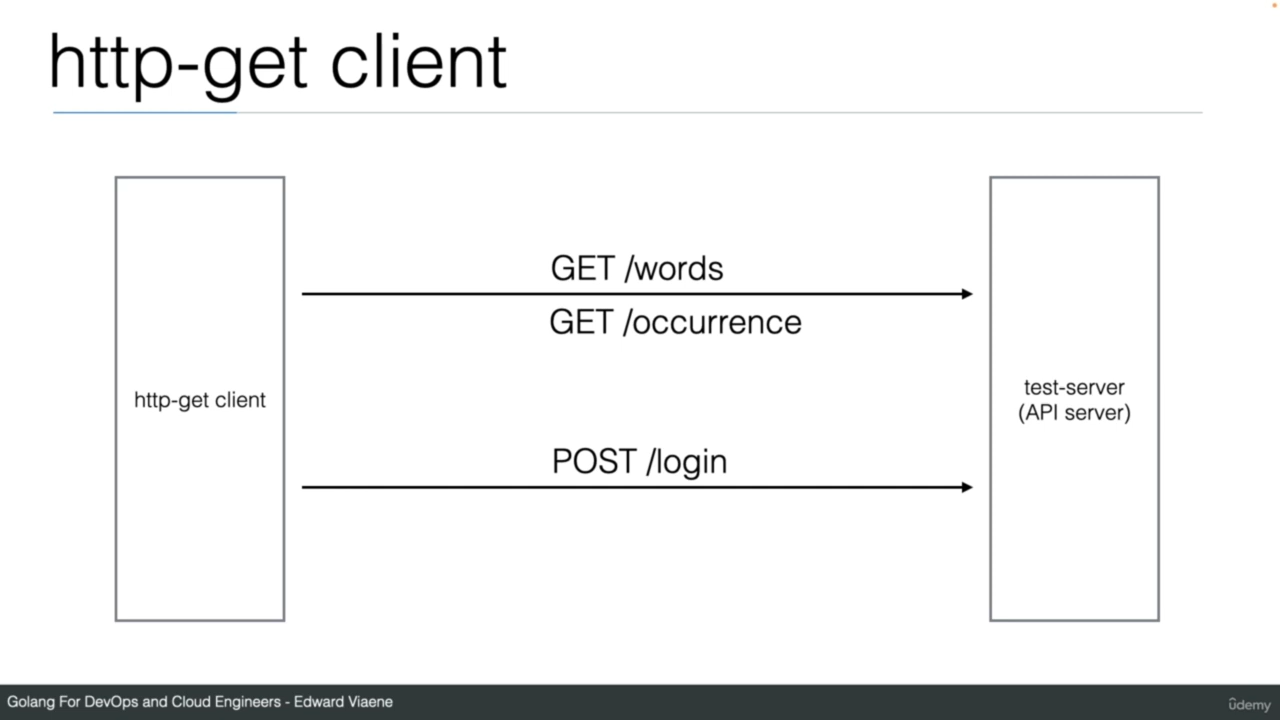 http-get client
GET /words
GET /occurrence
http-get client
test-server
(API server)
POST /login
Golang For DevOps and Cloud Engineers - Edward Viaene
ûdemy